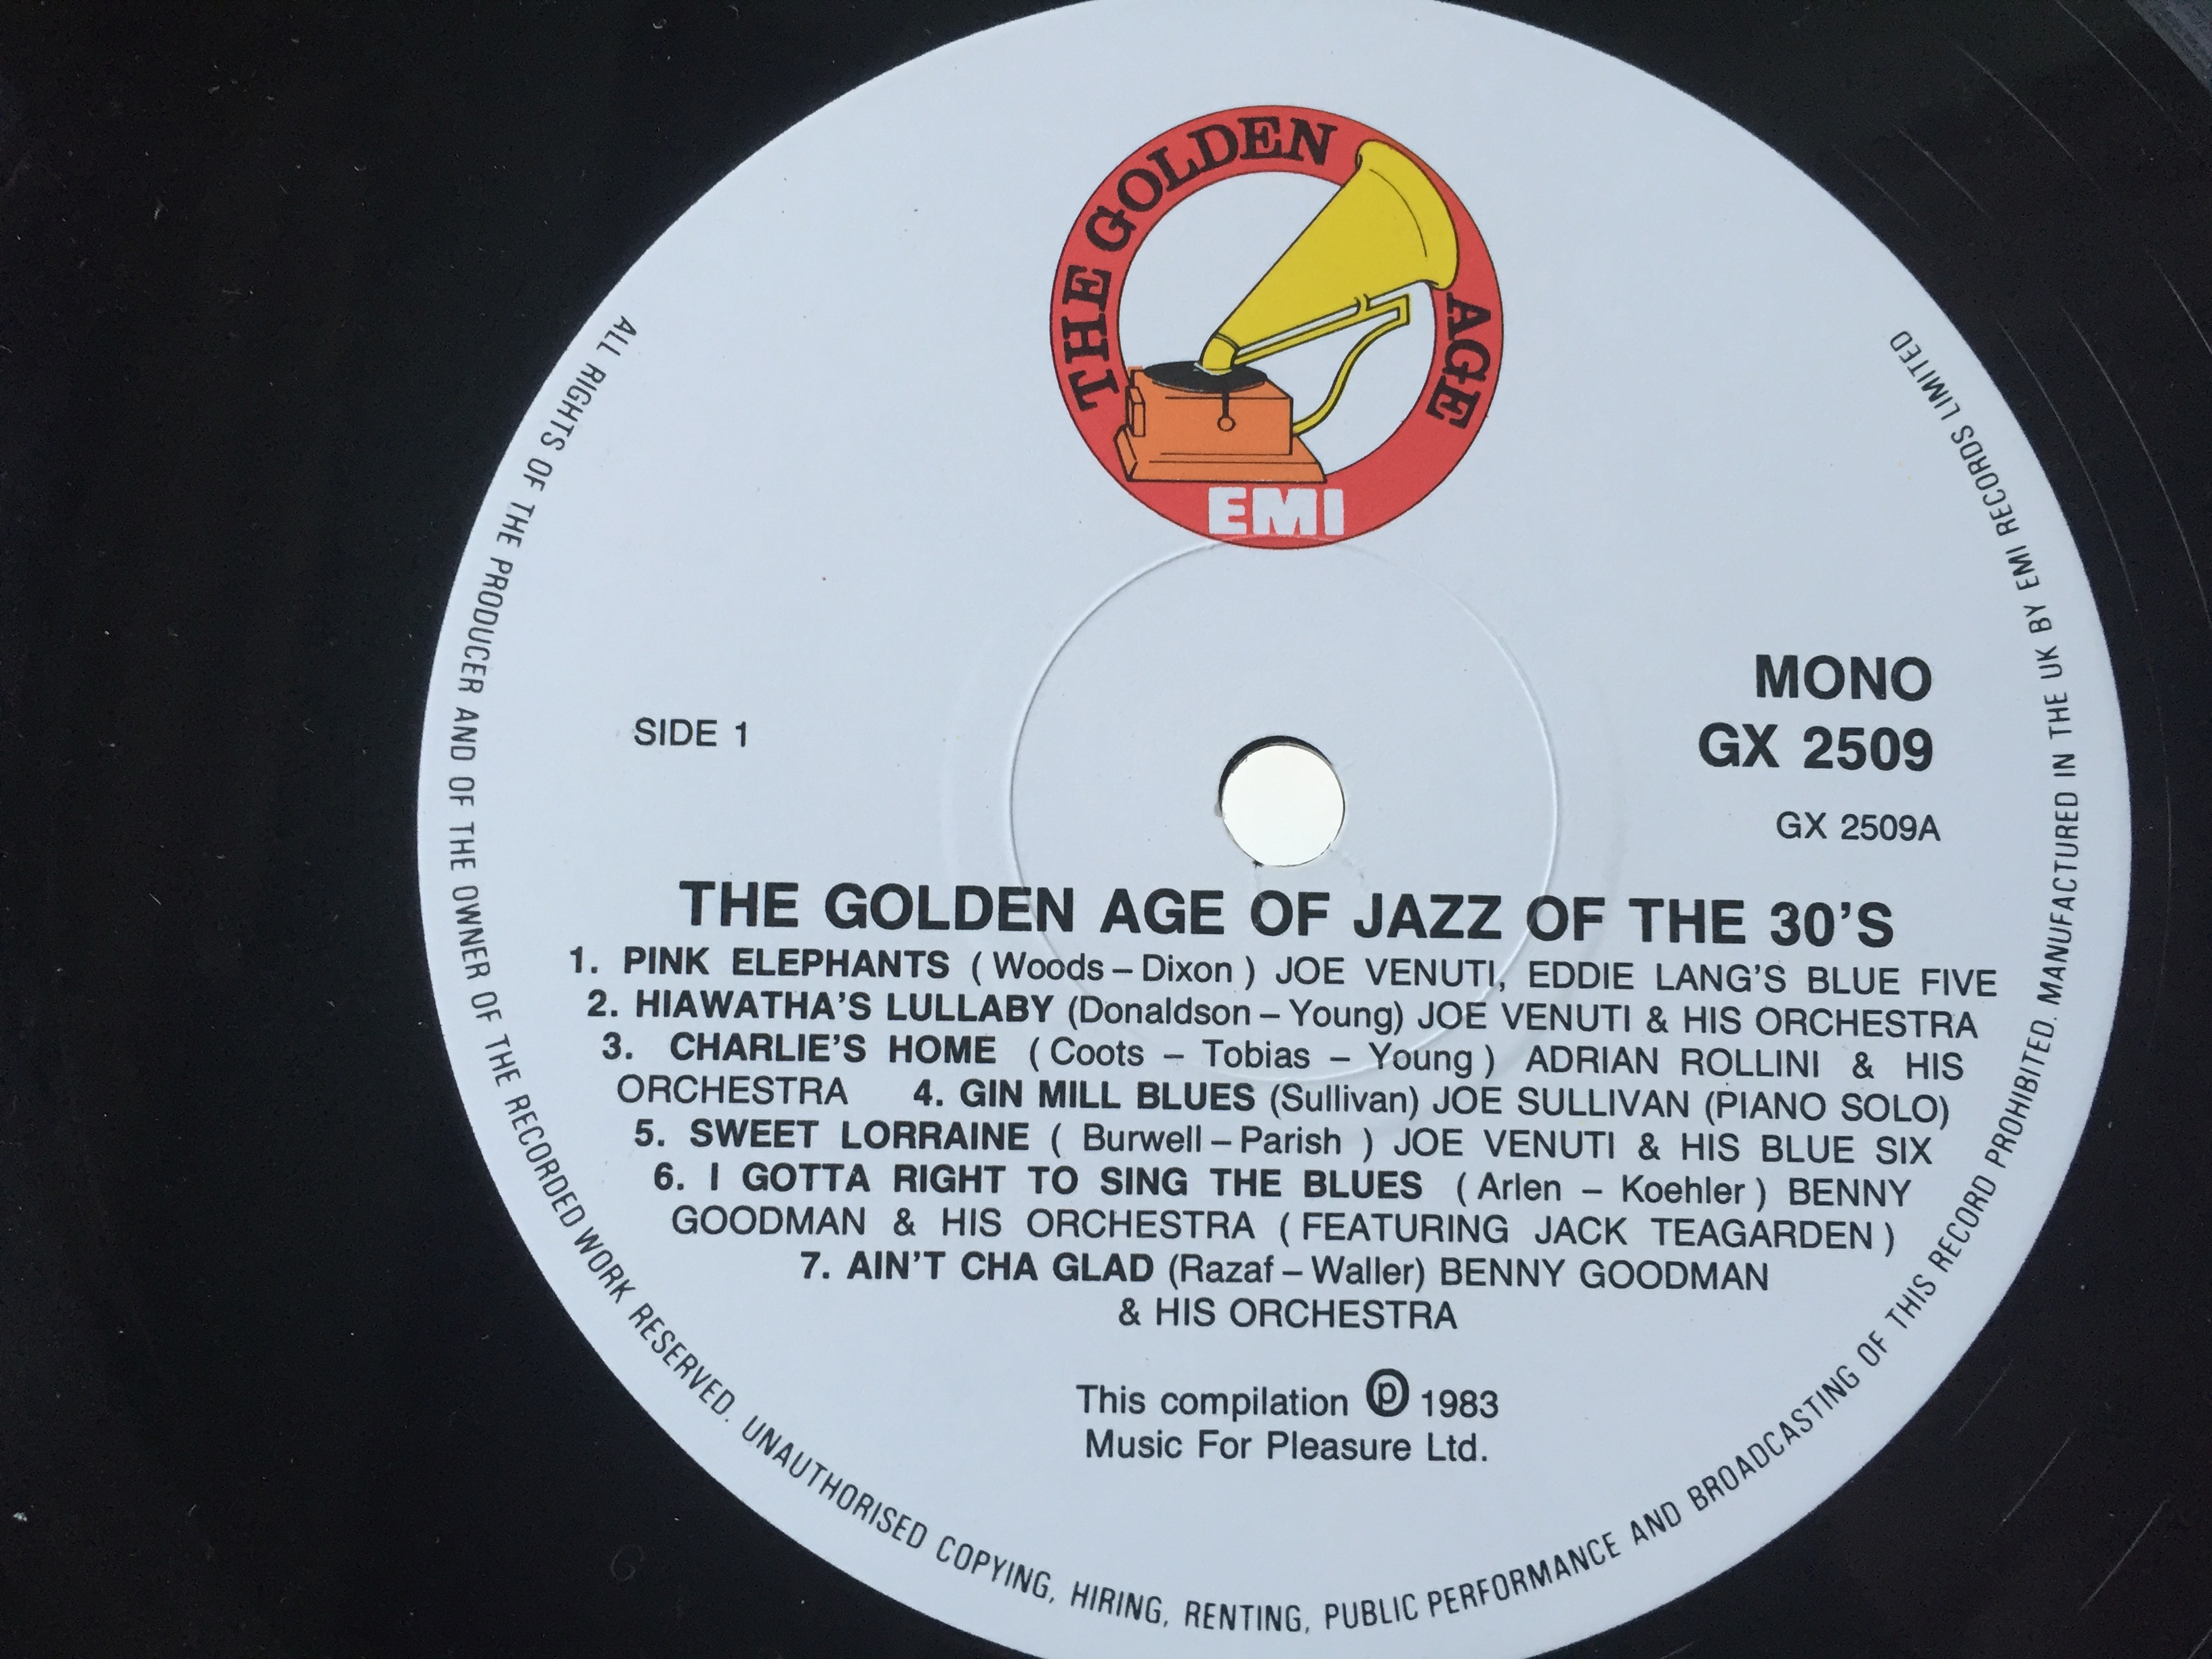 THE GOLDEN AGE
EMI
SIDE 1
MONO
GX 2509
GX 2509A
THE GOLDEN AGE OF JAZZ OF THE 30'S
1. PINK ELEPHANTS (Woods – Dixon) JOE VENUTI, EDDIE LANG'S BLUE FIVE
2. HIAWATHA'S LULLABY (Donaldson – Young) JOE VENUTI & HIS ORCHESTRA
3. CHARLIE'S HOME (Coots – Tobias – Young) ADRIAN ROLLINI & HIS
ORCHESTRA 4. GIN MILL BLUES (Sullivan) JOE SULLIVAN (PIANO SOLO)
5. SWEET LORRAINE (Burwell – Parish) JOE VENUTI & HIS BLUE SIX
6. I GOTTA RIGHT TO SING THE BLUES (Arlen – Koehler) BENNY
GOODMAN & HIS ORCHESTRA (FEATURING JACK TEAGARDEN)
7. AIN'T CHA GLAD (Razaf – Waller) BENNY GOODMAN
& HIS ORCHESTRA
This compilation ℗ 1983
Music For Pleasure Ltd.
ALL RIGHTS OF THE PRODUCER AND OF THE OWNER OF THE RECORDED WORK RESERVED. UNAUTHORISED COPYING, HIRING, RENTING, PUBLIC PERFORMANCE AND BROADCASTING OF THIS RECORD PROHIBITED. MANUFACTURED IN THE UK BY EMI RECORDS LIMITED